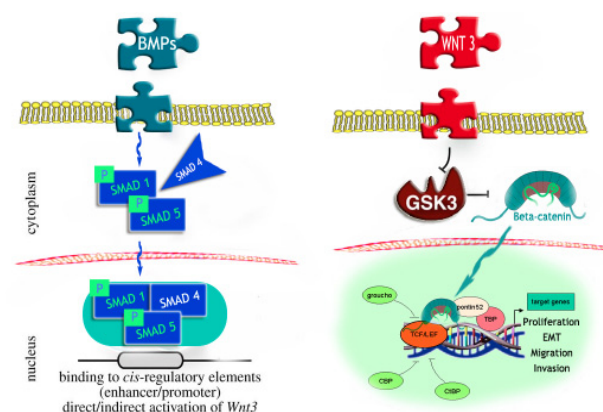 BMPs
cytoplasm
P
SMAD 1
SMAD 4
P
SMAD 5
nucleus
P
SMAD 1
SMAD 4
P
SMAD 5
binding to cis-regulatory elements
(enhancer/promoter)
direct/indirect activation of Wnt3
WNT 3
GSK3
Beta-catenin
groucho
pontin52
TBP
TCF/LEF
CBP
CtBP
target genes
Proliferation
EMT
Migration
Invasion